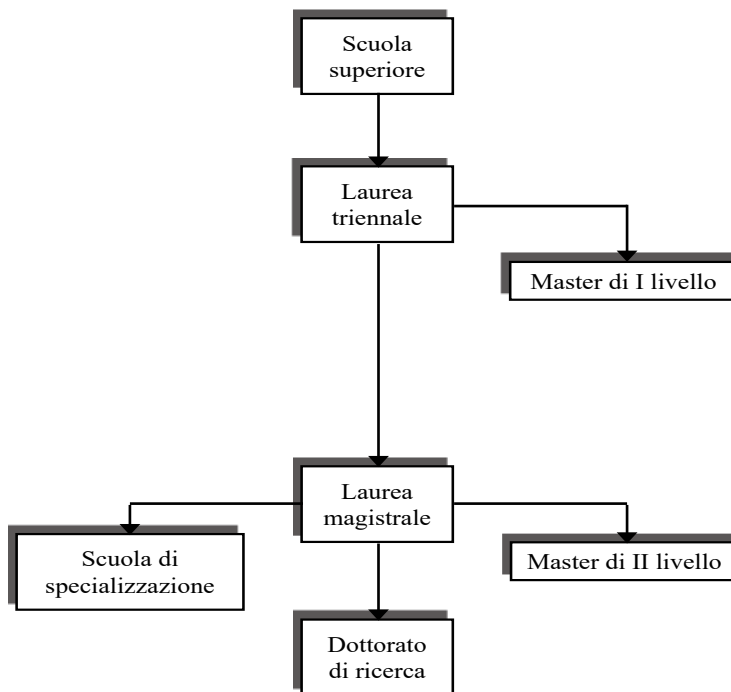 Scuola
superiore
Laurea
triennale
Master di I livello
Laurea
magistrale
Scuola di
specializzazione
Master di II livello
Dottorato
di ricerca